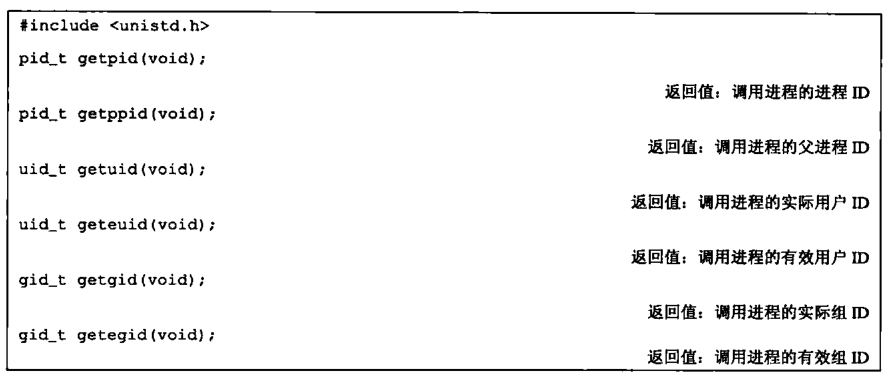 #include <unistd.h>
pid_t getpid(void);
返回值：调用进程的进程 ID
pid_t getppid(void);
返回值：调用进程的父进程 ID
uid_t getuid(void);
返回值：调用进程的实际用户 ID
uid_t geteuid(void);
返回值：调用进程的有效用户 ID
gid_t getgid(void);
返回值：调用进程的实际组 ID
gid_t getegid(void);
返回值：调用进程的有效组 ID